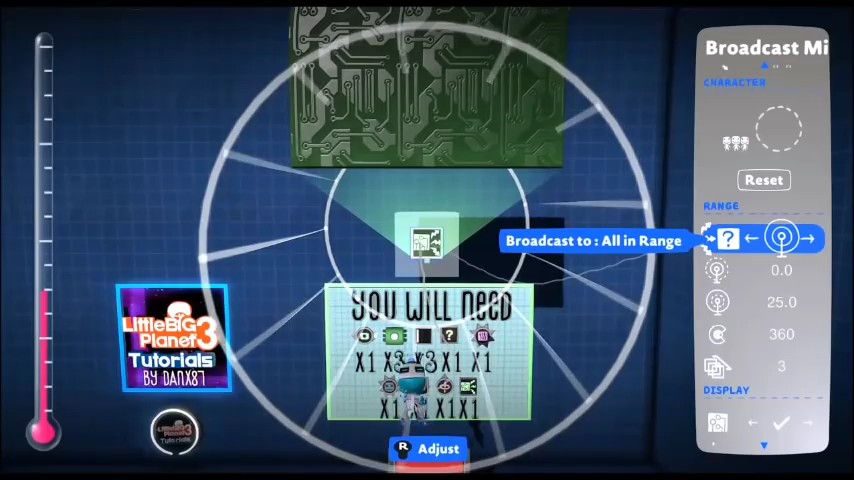 Broadcast Mi
CHARACTER
Reset
RANGE
Broadcast to : All in Range
?
0.0
25.0
360
3
DISPLAY
YOU WILL NEED
?
X1 X3 X3 X1 X1
X1 X1 X1
LittleBIG
Planet 3
Tutorials
BY DANX87
R Adjust